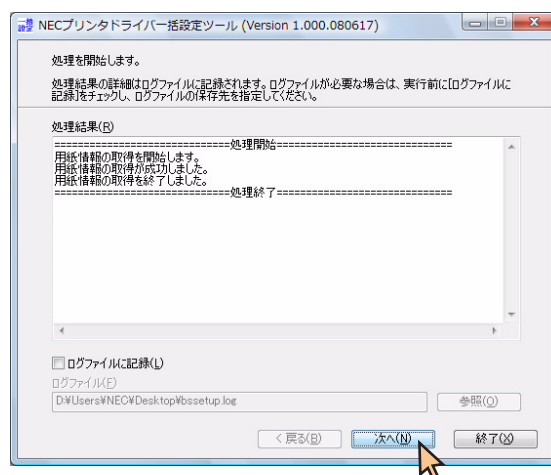 NECプリンタドライバー括設定ツール (Version 1.000.080617)
処理を開始します。
処理結果の詳細はログファイルに記録されます。ログファイルが必要な場合は、実行前に[ログファイルに
記録]をチェックし、ログファイルの保存先を指定してください。
処理結果(R)
==============================処理開始==============================
用紙情報の取得を開始します。
用紙情報の取得が成功しました。
用紙情報の取得を終了しました。
==============================処理終了==============================
ログファイルに記録(L)
ログファイル(F)
D:¥Users¥NEC¥Desktop¥bssetup.log
参照(O)
< 戻る(B)
次へ(N)
終了(X)